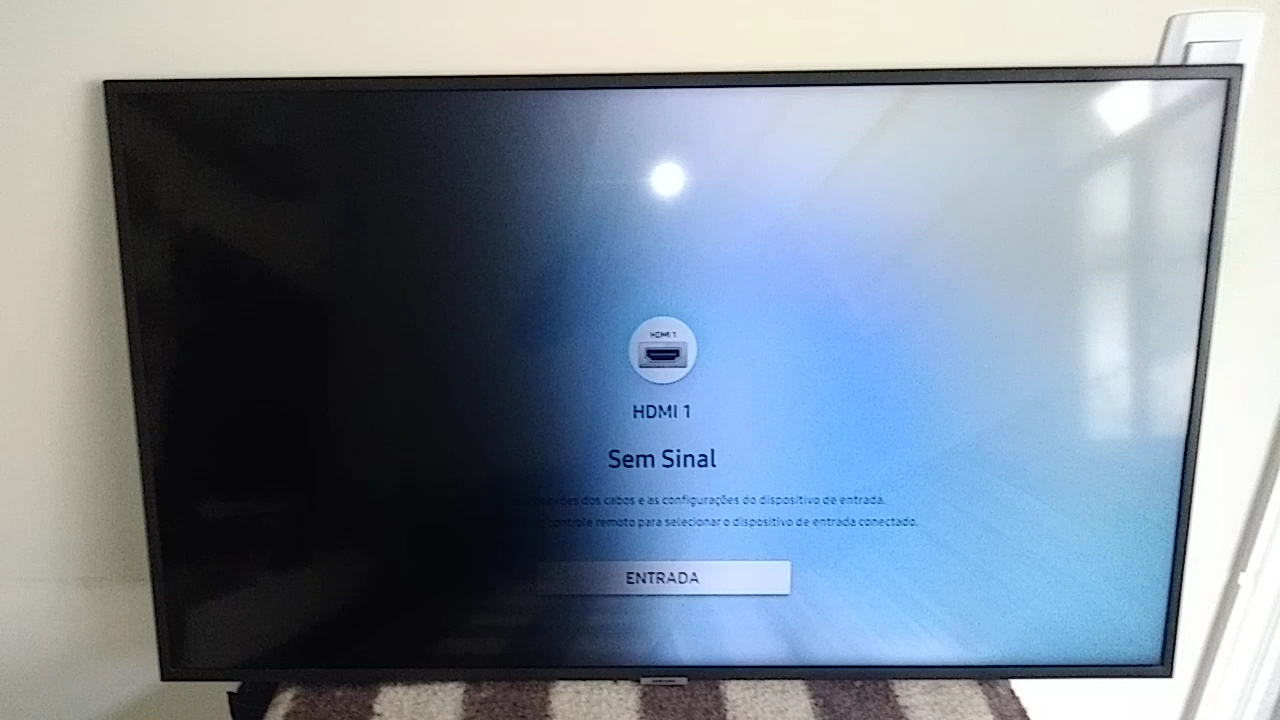 HDMI 1
HDMI 1
Sem Sinal
dos cabos e as configurações do dispositivo de entrada.
controle remoto para selecionar o dispositivo de entrada conectado.
ENTRADA
SAMSUNG